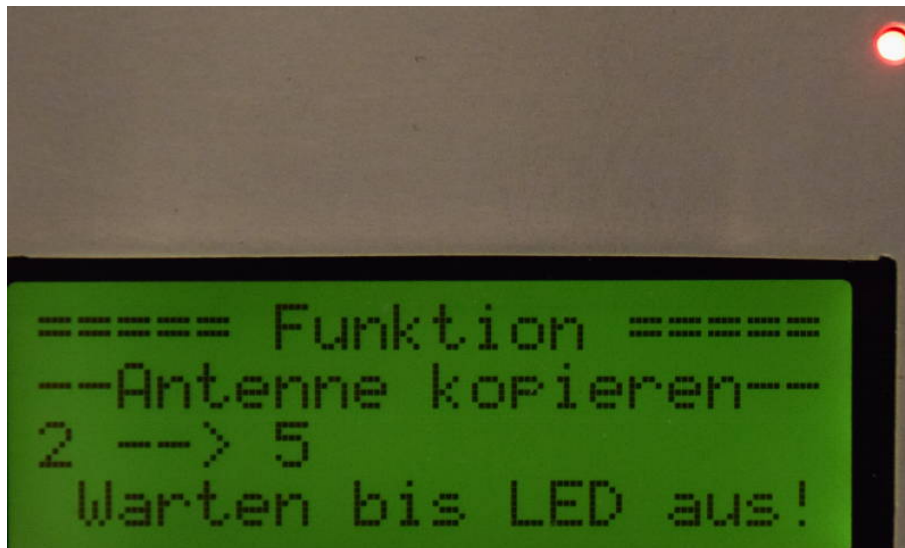 ===== Funktion =====
--Antenne kopieren--
2 --> 5
Warten bis LED aus!